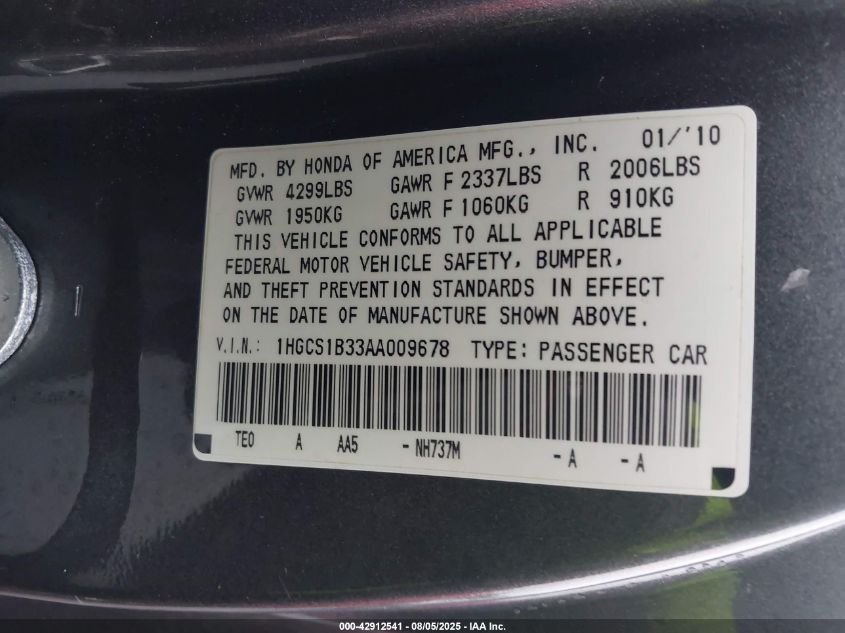 MFD. BY HONDA OF AMERICA MFG., INC. 01/'10
GVWR 4299LBS GAWR F 2337LBS R 2006LBS
GVWR 1950KG GAWR F 1060KG R 910KG
THIS VEHICLE CONFORMS TO ALL APPLICABLE
FEDERAL MOTOR VEHICLE SAFETY, BUMPER,
AND THEFT PREVENTION STANDARDS IN EFFECT
ON THE DATE OF MANUFACTURE SHOWN ABOVE.
V.I.N.: 1HGCS1B33AA009678 TYPE: PASSENGER CAR
TE0 A AA5 - NH737M - A - A
000-42912541 - 08/05/2025 - IAA Inc.